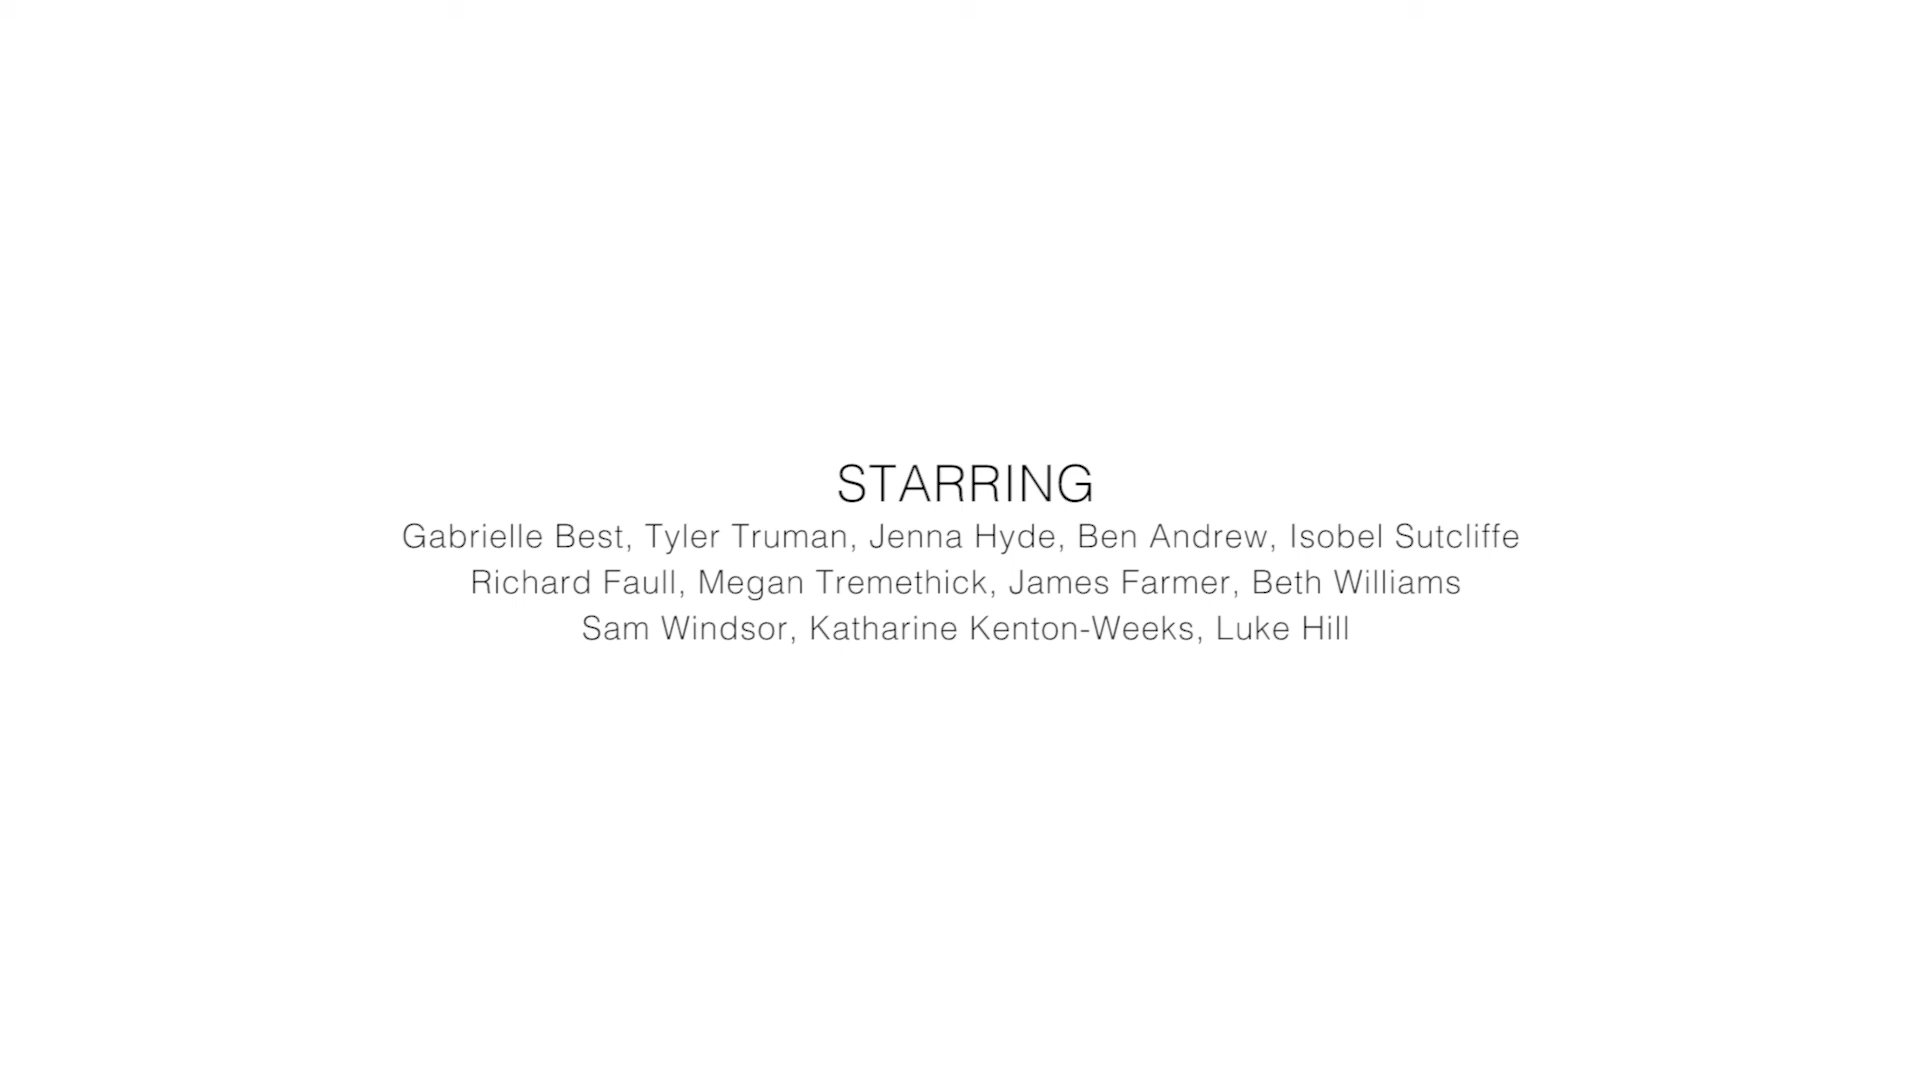 STARRING
Gabrielle Best, Tyler Truman, Jenna Hyde, Ben Andrew, Isobel Sutcliffe
Richard Faull, Megan Tremethick, James Farmer, Beth Williams
Sam Windsor, Katharine Kenton-Weeks, Luke Hill